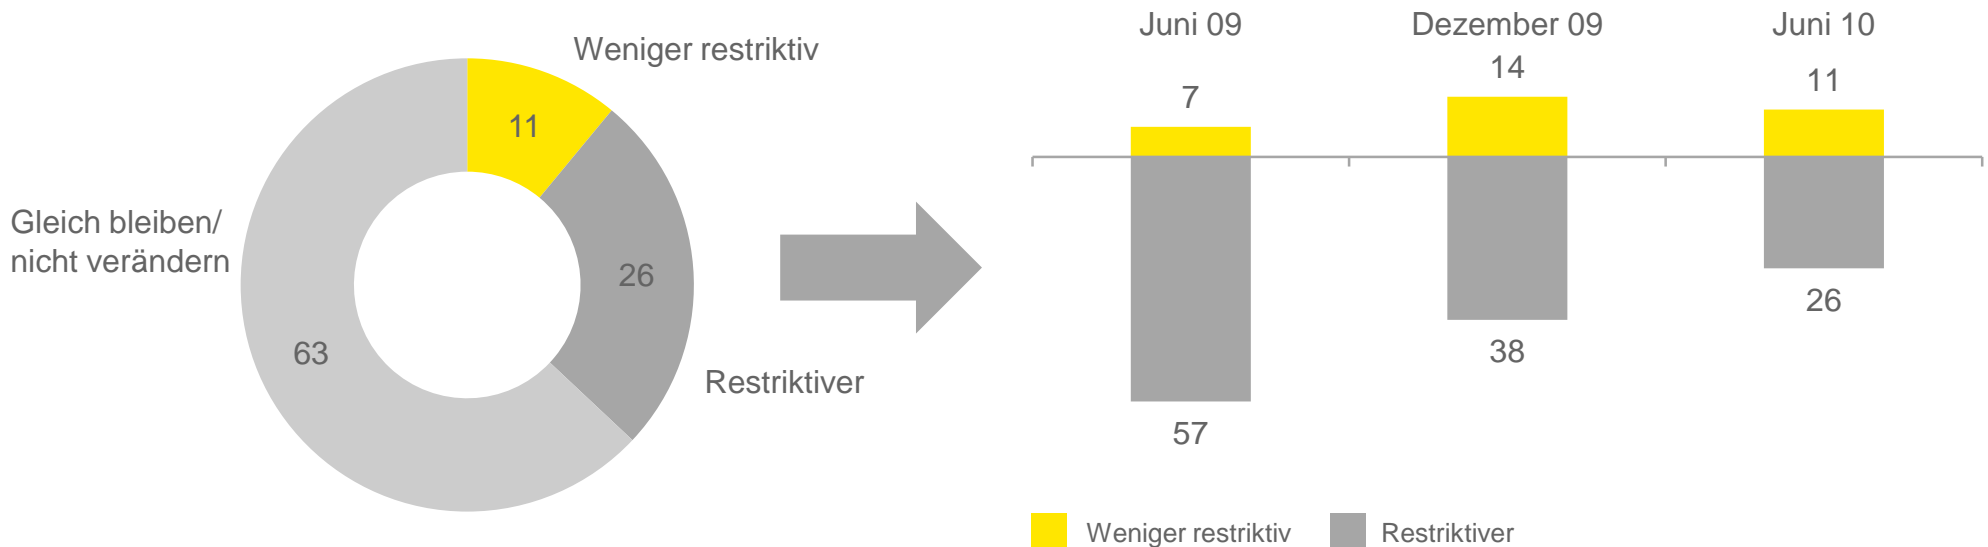 Weniger restriktiv
11
Gleich bleiben/
nicht verändern
26
63
Restriktiver
Juni 09
Dezember 09
Juni 10
7
14
11
57
38
26
Weniger restriktiv
Restriktiver